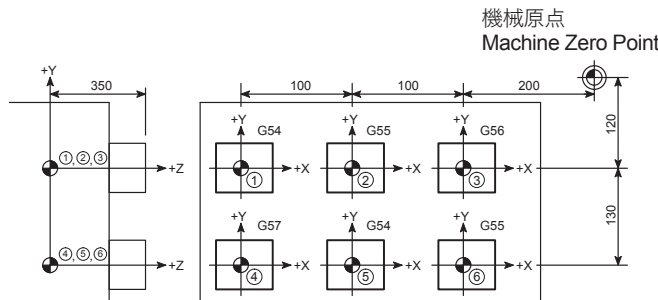 機械原点
Machine Zero Point
+Y
350
100
100
200
120
①,②,③
+Z
+Y
G54
+X
①
+Y
G55
+X
②
+Y
G56
+X
③
130
④,⑤,⑥
+Z
+Y
G57
+X
④
+Y
G54
+X
⑤
+Y
G55
+X
⑥